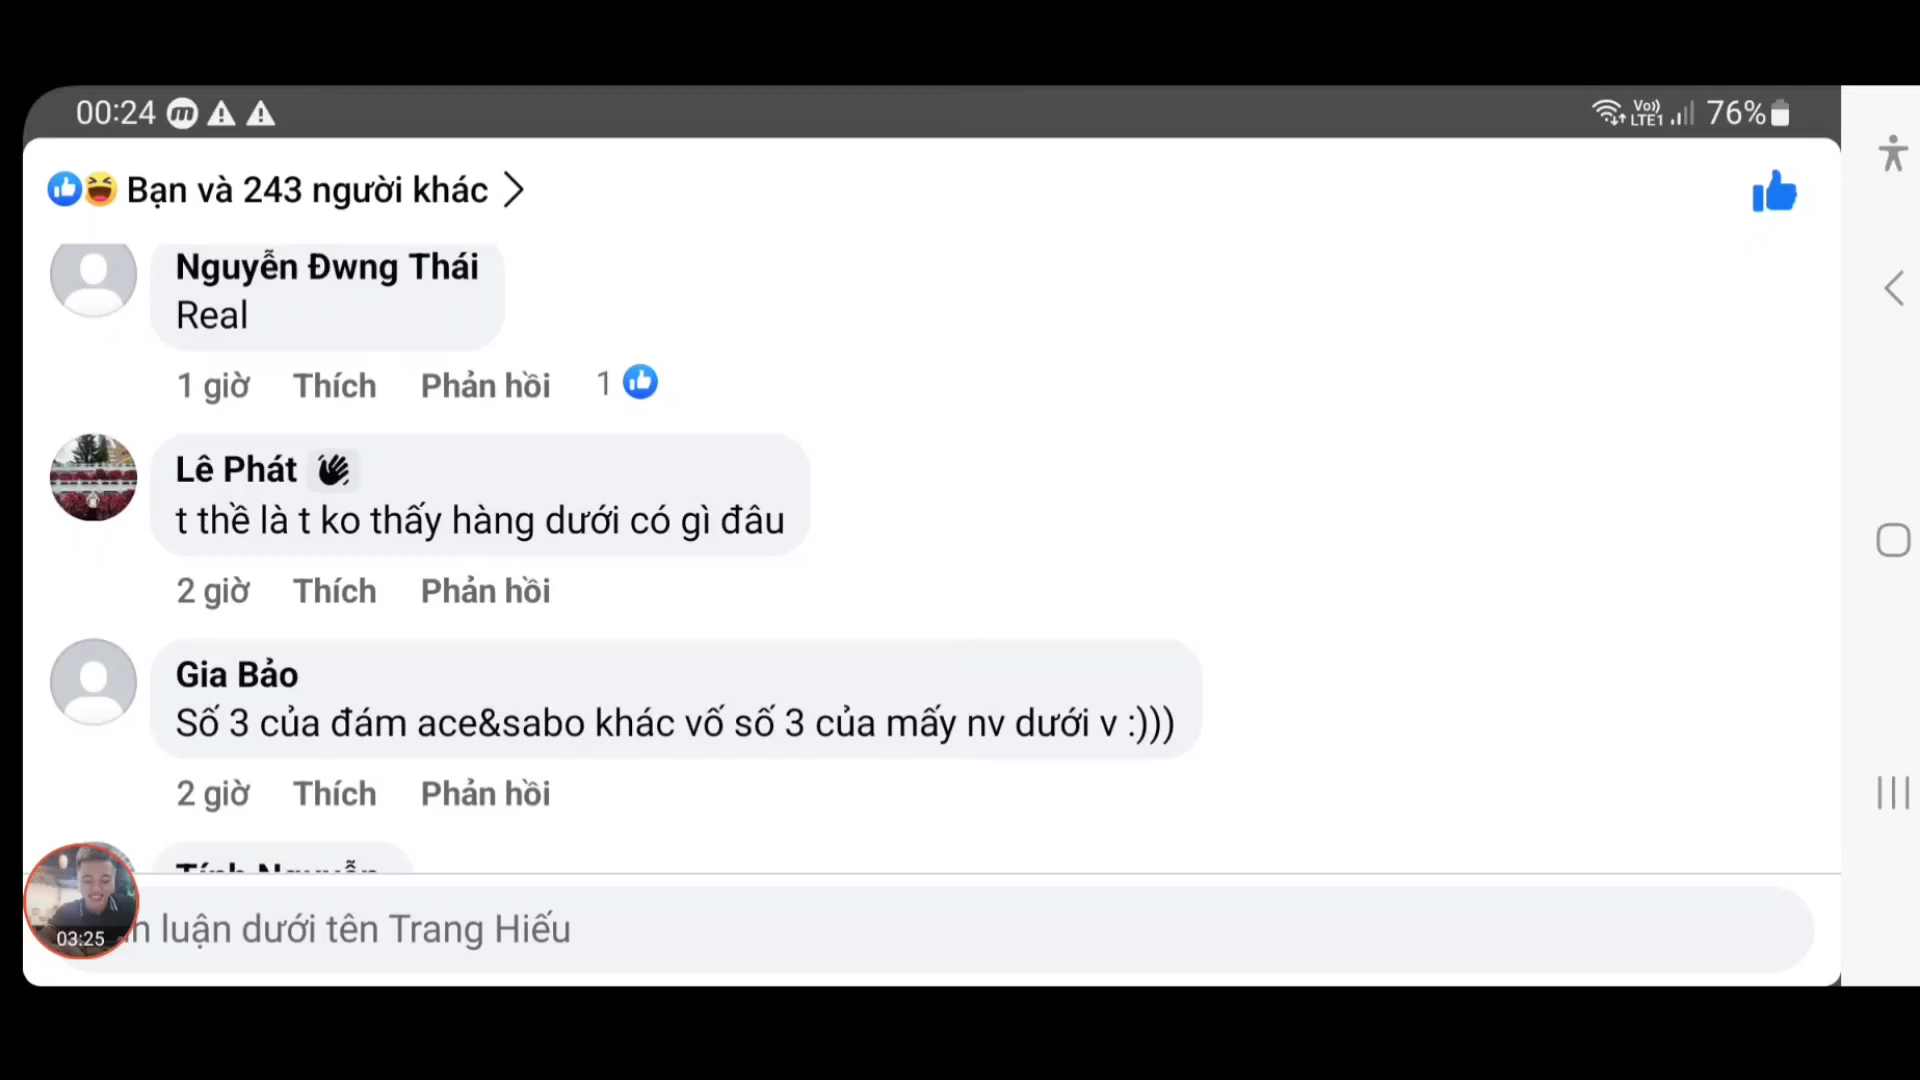 00:24
Vo)) LTE1 76%
Bạn và 243 người khác
Nguyễn Đwng Thái
Real
1 giờ Thích Phản hồi 1
Lê Phát
t thề là t ko thấy hàng dưới có gì đâu
2 giờ Thích Phản hồi
Gia Bảo
Số 3 của đám ace&sabo khác vố số 3 của mấy nv dưới v :)))
2 giờ Thích Phản hồi
03:25
luận dưới tên Trang Hiếu